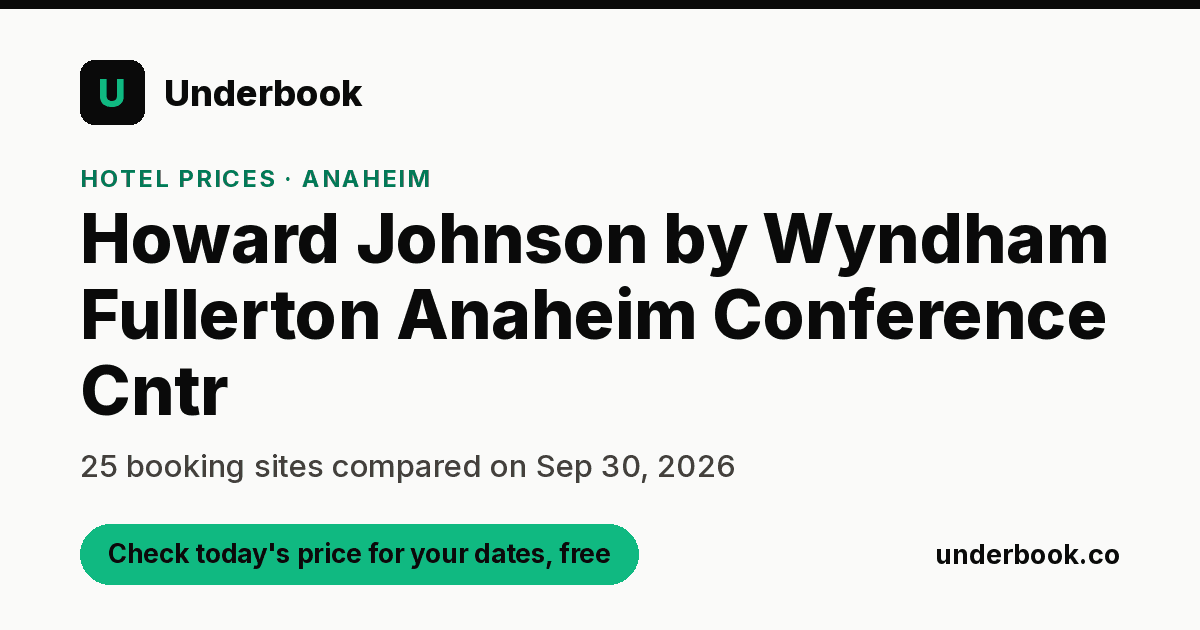 U Underbook
HOTEL PRICES · ANAHEIM
Howard Johnson by Wyndham
Fullerton Anaheim Conference
Cntr
25 booking sites compared on Sep 30, 2026
Check today's price for your dates, free
underbook.co